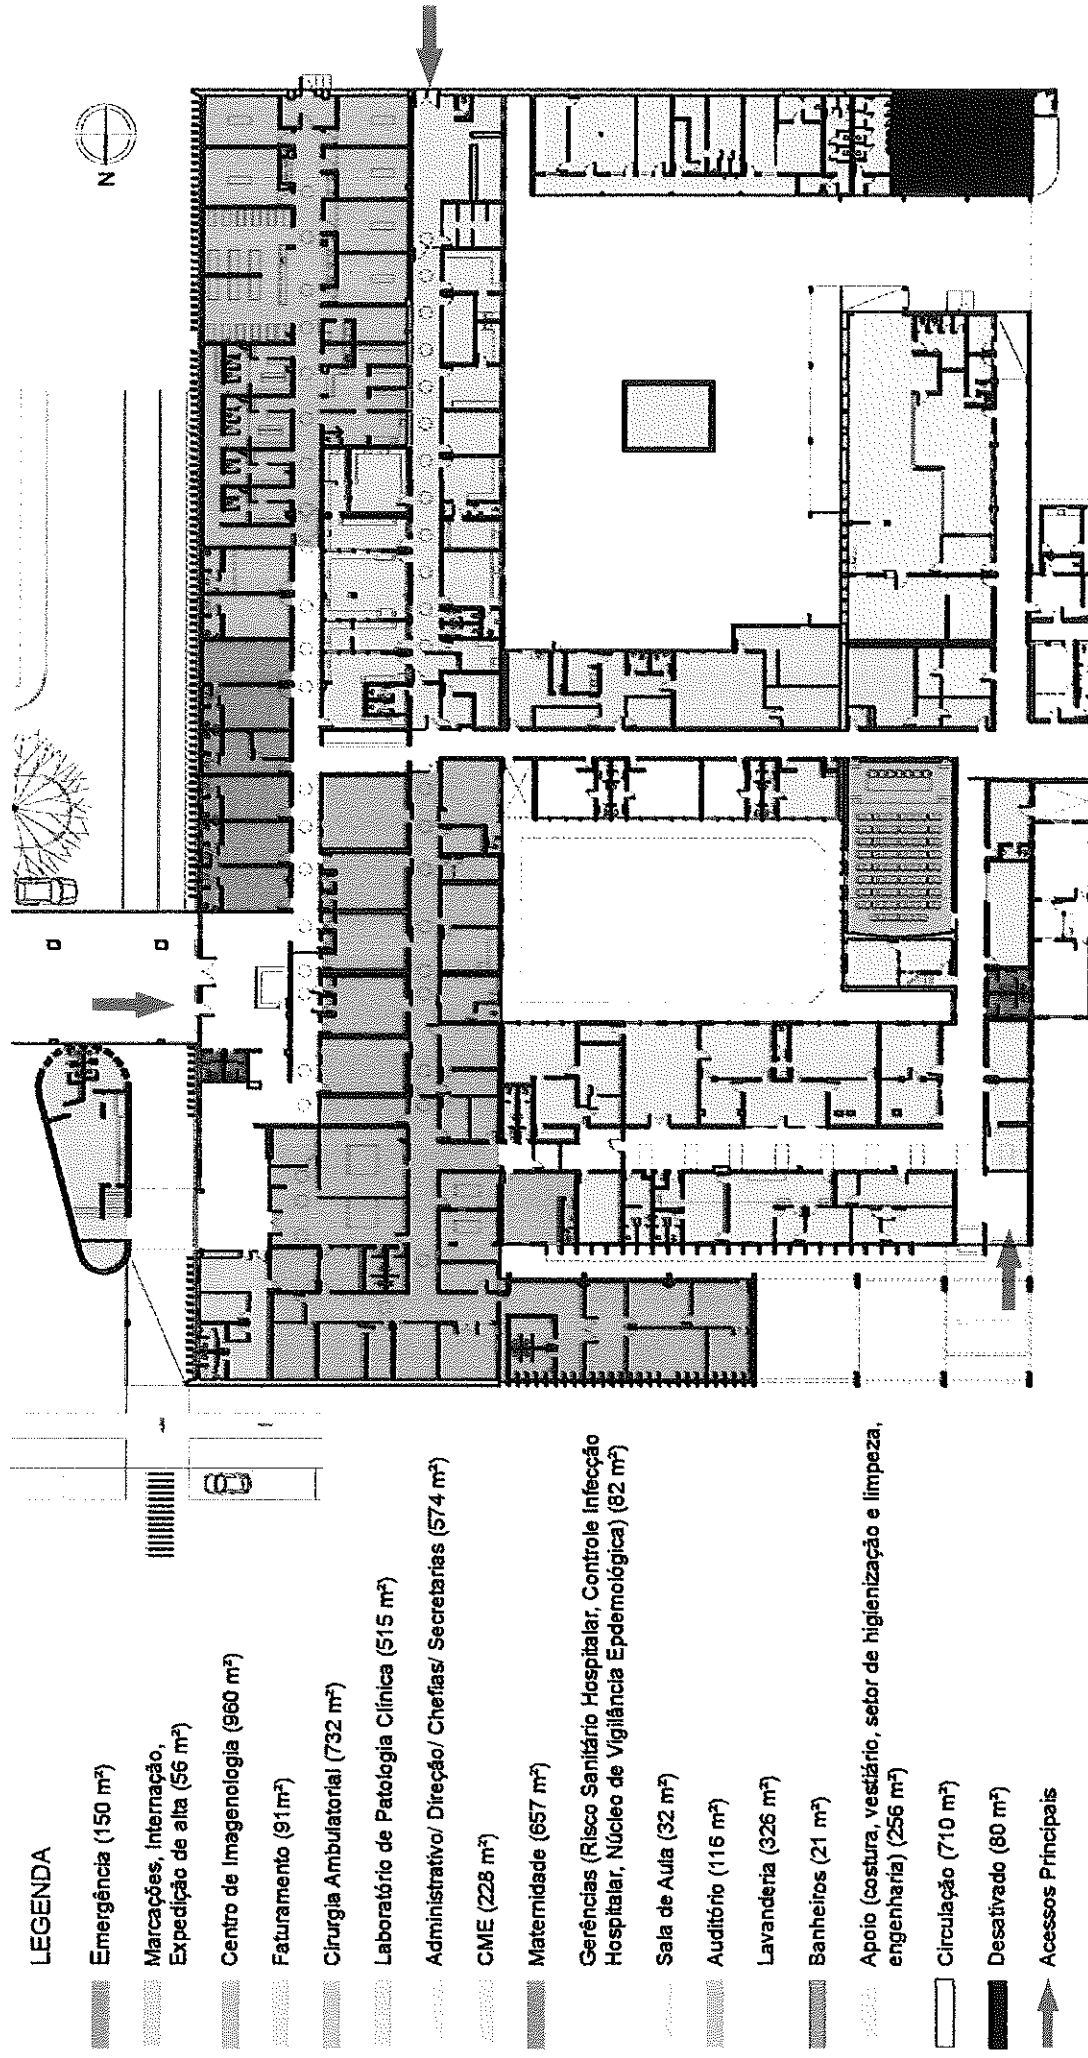 N
LEGENDA
Emergência (150 m²)
Marcações, Internação,
Expedição de alta (56 m²)
Centro de Imagenologia (960 m²)
Faturamento (91m²)
Cirurgia Ambulatorial (732 m²)
Laboratório de Patologia Clínica (515 m²)
Administrativo/ Direção/ Chefias/ Secretarias (574 m²)
CME (228 m²)
Maternidade (657 m²)
Gerências (Risco Sanitário Hospitalar, Controle Infecção
Hospitalar, Núcleo de Vigilância Epdemológica) (82 m²)
Sala de Aula (32 m²)
Auditório (116 m²)
Lavanderia (326 m²)
Banheiros (21 m²)
Apoio (costura, vestiário, setor de higienização e limpeza,
engenharia) (256 m²)
Circulação (710 m²)
Desativado (80 m²)
Acessos Principais